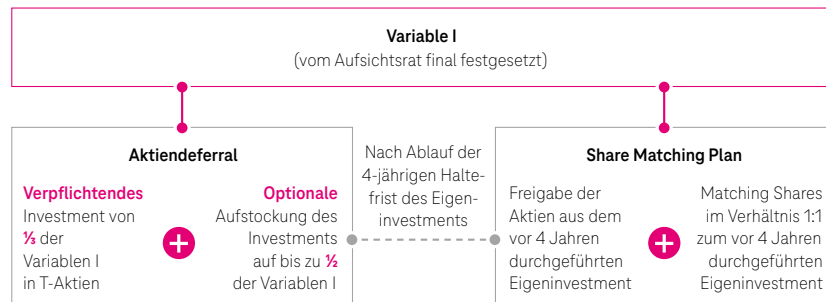 Variable I
(vom Aufsichtsrat final festgesetzt)
Aktiendeferral
Verpflichtendes
Investment von
⅓ der
Variablen I
in T-Aktien
+
Optionale
Aufstockung des
Investments
auf bis zu ½
der Variablen I
Nach Ablauf der
4-jährigen Halte-
frist des Eigen-
investments
Share Matching Plan
Freigabe der
Aktien aus dem
vor 4 Jahren
durchgeführten
Eigeninvestment
+
Matching Shares
im Verhältnis 1:1
zum vor 4 Jahren
durchgeführten
Eigeninvestment